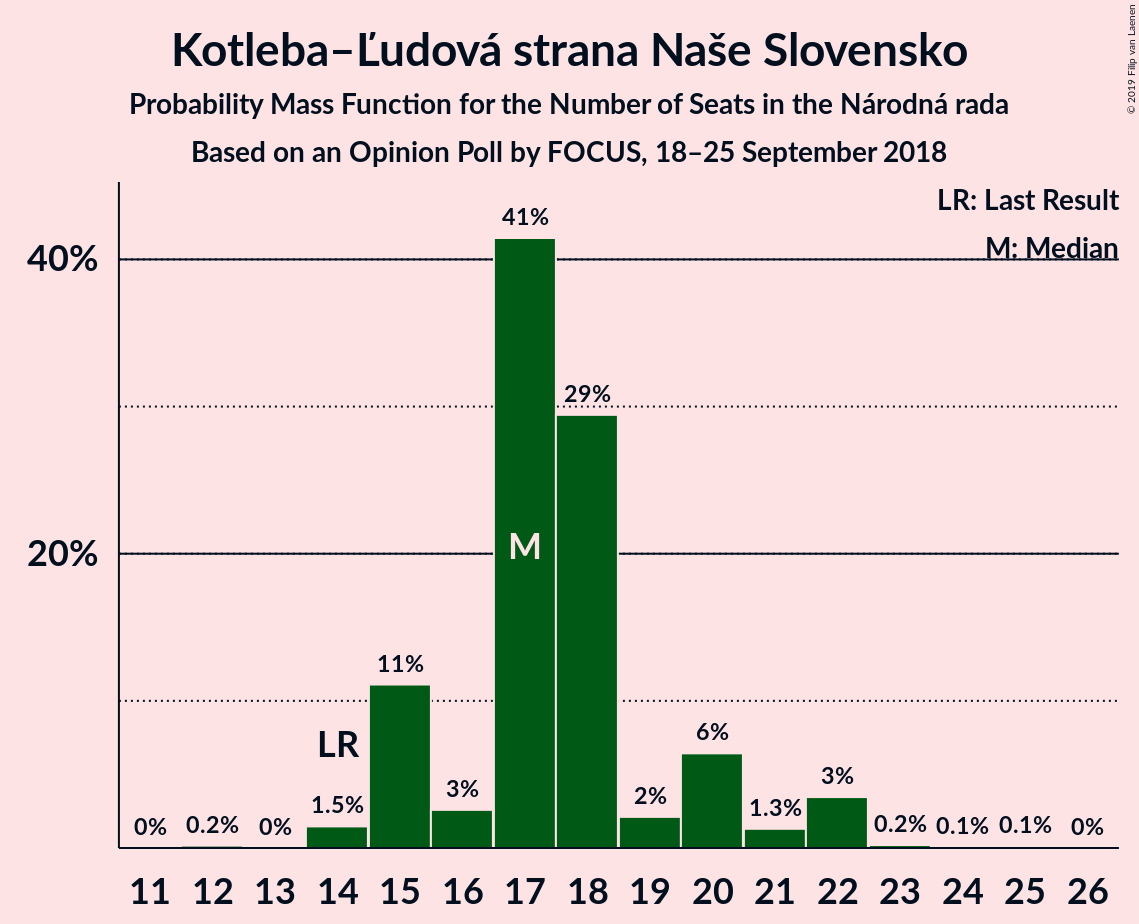 Kotleba–Ľudová strana Naše Slovensko
Probability Mass Function for the Number of Seats in the Národná rada
Based on an Opinion Poll by FOCUS, 18–25 September 2018
© 2019 Filip van Laenen
LR: Last Result
M: Median
40%
20%
41%
29%
M
11%
LR
1.5%
0%
0.2%
0%
3%
2%
6%
1.3%
3%
0.2%
0.1%
0.1%
0%
11 12 13 14 15 16 17 18 19 20 21 22 23 24 25 26